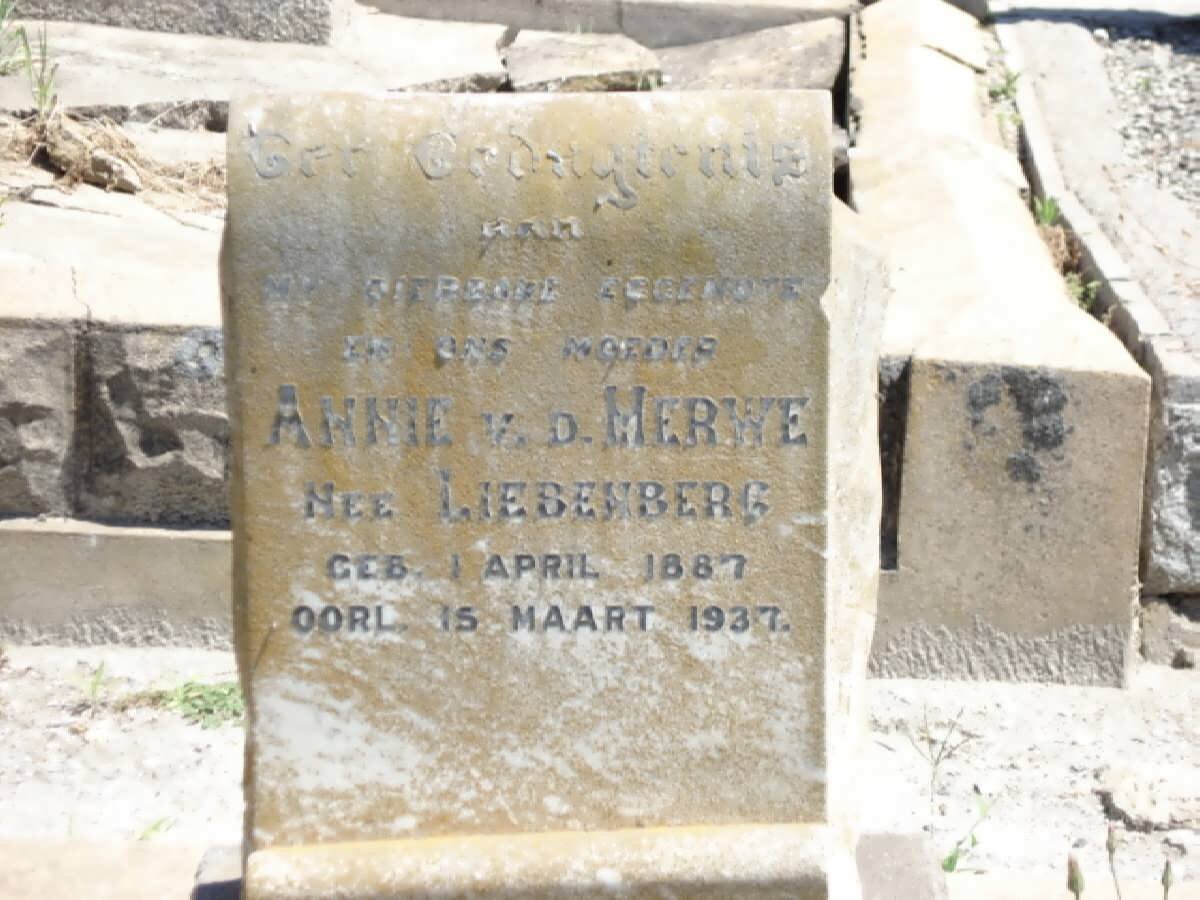 Ter Gedagtenis
AAN
MY DIERBARE EGGENOTE
EN ONS MOEDER
ANNIE V. D. MERWE
NEE LIEBENBERG
GEB. 1 APRIL 1887
OORL. 15 MAART 1937.